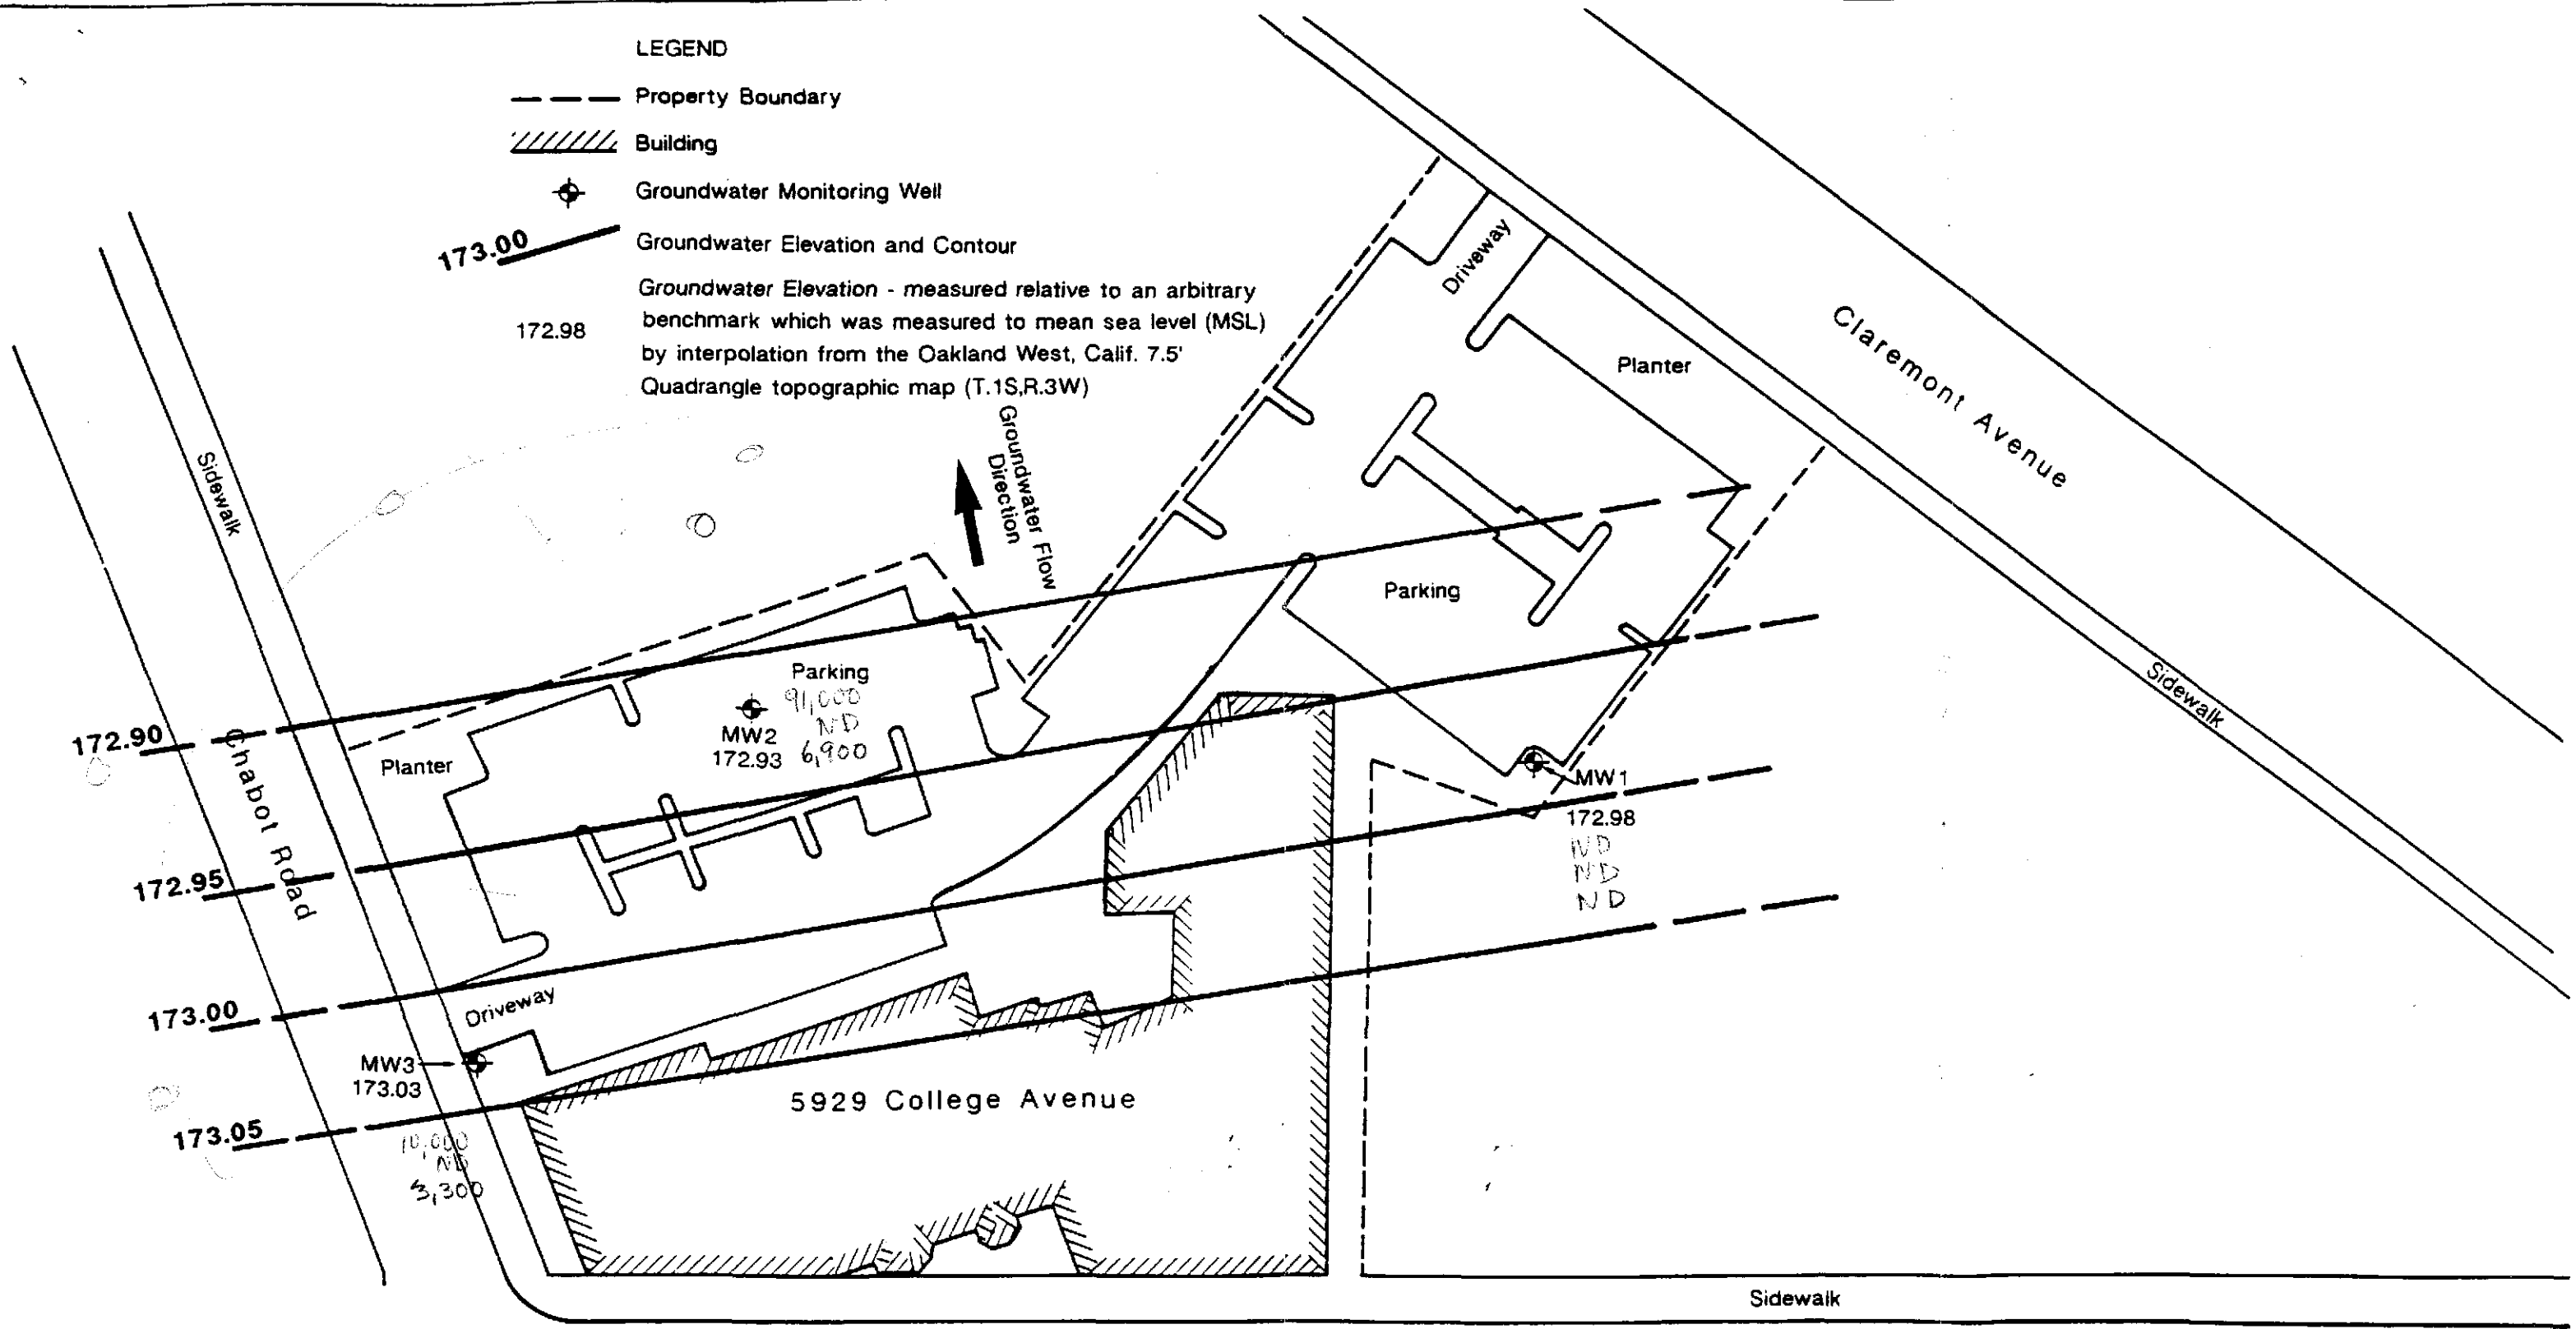 LEGEND
Property Boundary
Building
Groundwater Monitoring Well
173.00
Groundwater Elevation and Contour
172.98
Groundwater Elevation - measured relative to an arbitrary
benchmark which was measured to mean sea level (MSL)
by interpolation from the Oakland West, Calif. 7.5'
Quadrangle topographic map (T.1S,R.3W)
Groundwater Flow
Direction
Driveway
Planter
Claremont Avenue
Sidewalk
Sidewalk
Parking
Parking
91,000
ND
6,900
MW2
172.93
Planter
172.90
Chabot Road
MW1
172.98
ND
ND
ND
172.95
173.00
Driveway
MW3
173.03
173.05
10,000
ND
3,300
5929 College Avenue
Sidewalk